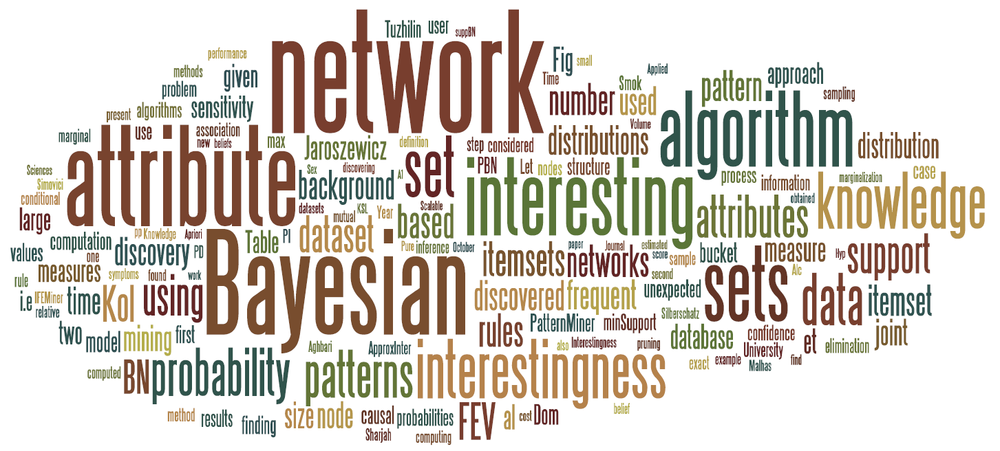 network
Tuzhilin
user
suppBN
performance
Fig
small
methods
given
Time
Applied
approach
problem
Smok
pattern
sampling
number
used
algorithm
present
algorithms
sensitivity
Volume
marginal
use
association
new
beliefs
max
Jaroszewicz
definition
set
step
considered
distributions
distribution
attribute
Sciences
Simovici
conditional
Sex
discovering
A1
PBN
Let
nodes
structure
process
information
marginalization
case
background
interesting
obtained
knowledge
large
datasets
mutual
KSL
Year
Scalable
based
attributes
pp
Knowledge
Apriori
Table
PI
dataset
values
computation
one
discovery
PD
Bayesian
Pure
inference
October
paper
Journal
estimated
score
sample
bucket
measure
Hyp
support
measures
symptoms
found
work
itemsets
networks
second
sets
Alc
rule
i.e
IFEMiner
relative
time
Kol
using
discovered
frequent
unexpected
data
itemset
two
model
mining
first
rules
PatternMiner
minSupport
Silberschatz
database
confidence
University
et
elimination
joint
Aghbari
ApproxInter
also
Interestingness
pruning
exact
example
Malhas
find
computed
BN
probability
patterns
interestingness
method
results
finding
size
node
causal
Sharjah
probabilities
computing
FEV
al
cost
Dom
belief